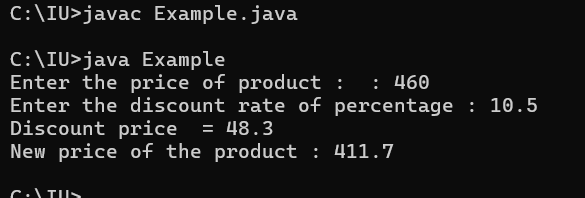 C:\IU>javac Example.java
C:\IU>java Example
Enter the price of product :  : 460
Enter the discount rate of percentage : 10.5
Discount price  = 48.3
New price of the product : 411.7
C:\IU>